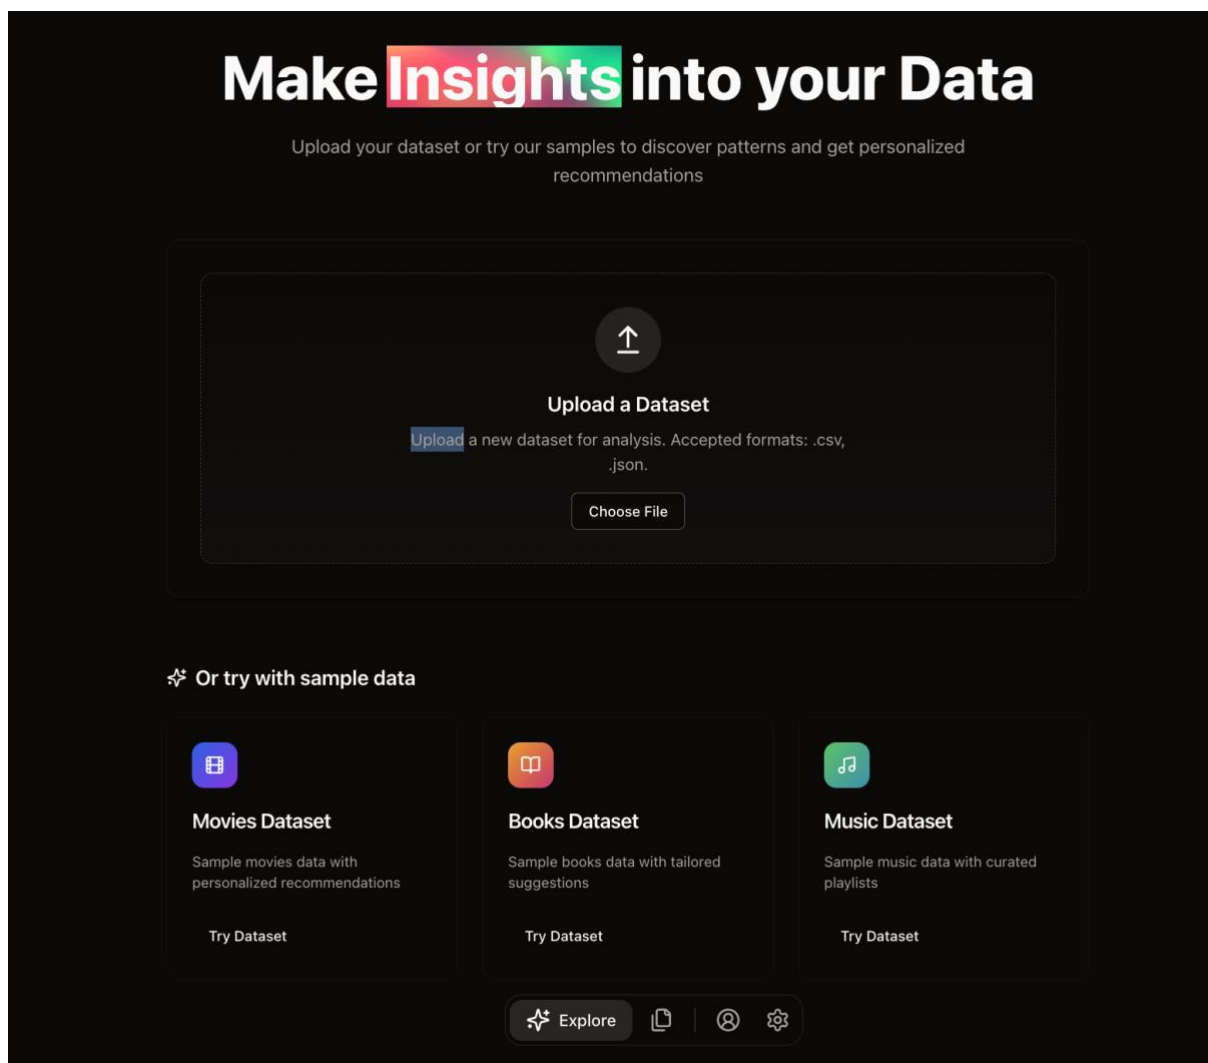 Make Insights into your Data
Upload your dataset or try our samples to discover patterns and get personalized
recommendations
Upload a Dataset
Upload a new dataset for analysis. Accepted formats: .csv,
.json.
Choose File
Or try with sample data
Movies Dataset
Sample movies data with
personalized recommendations
Try Dataset
Books Dataset
Sample books data with tailored
suggestions
Try Dataset
Music Dataset
Sample music data with curated
playlists
Try Dataset
Explore